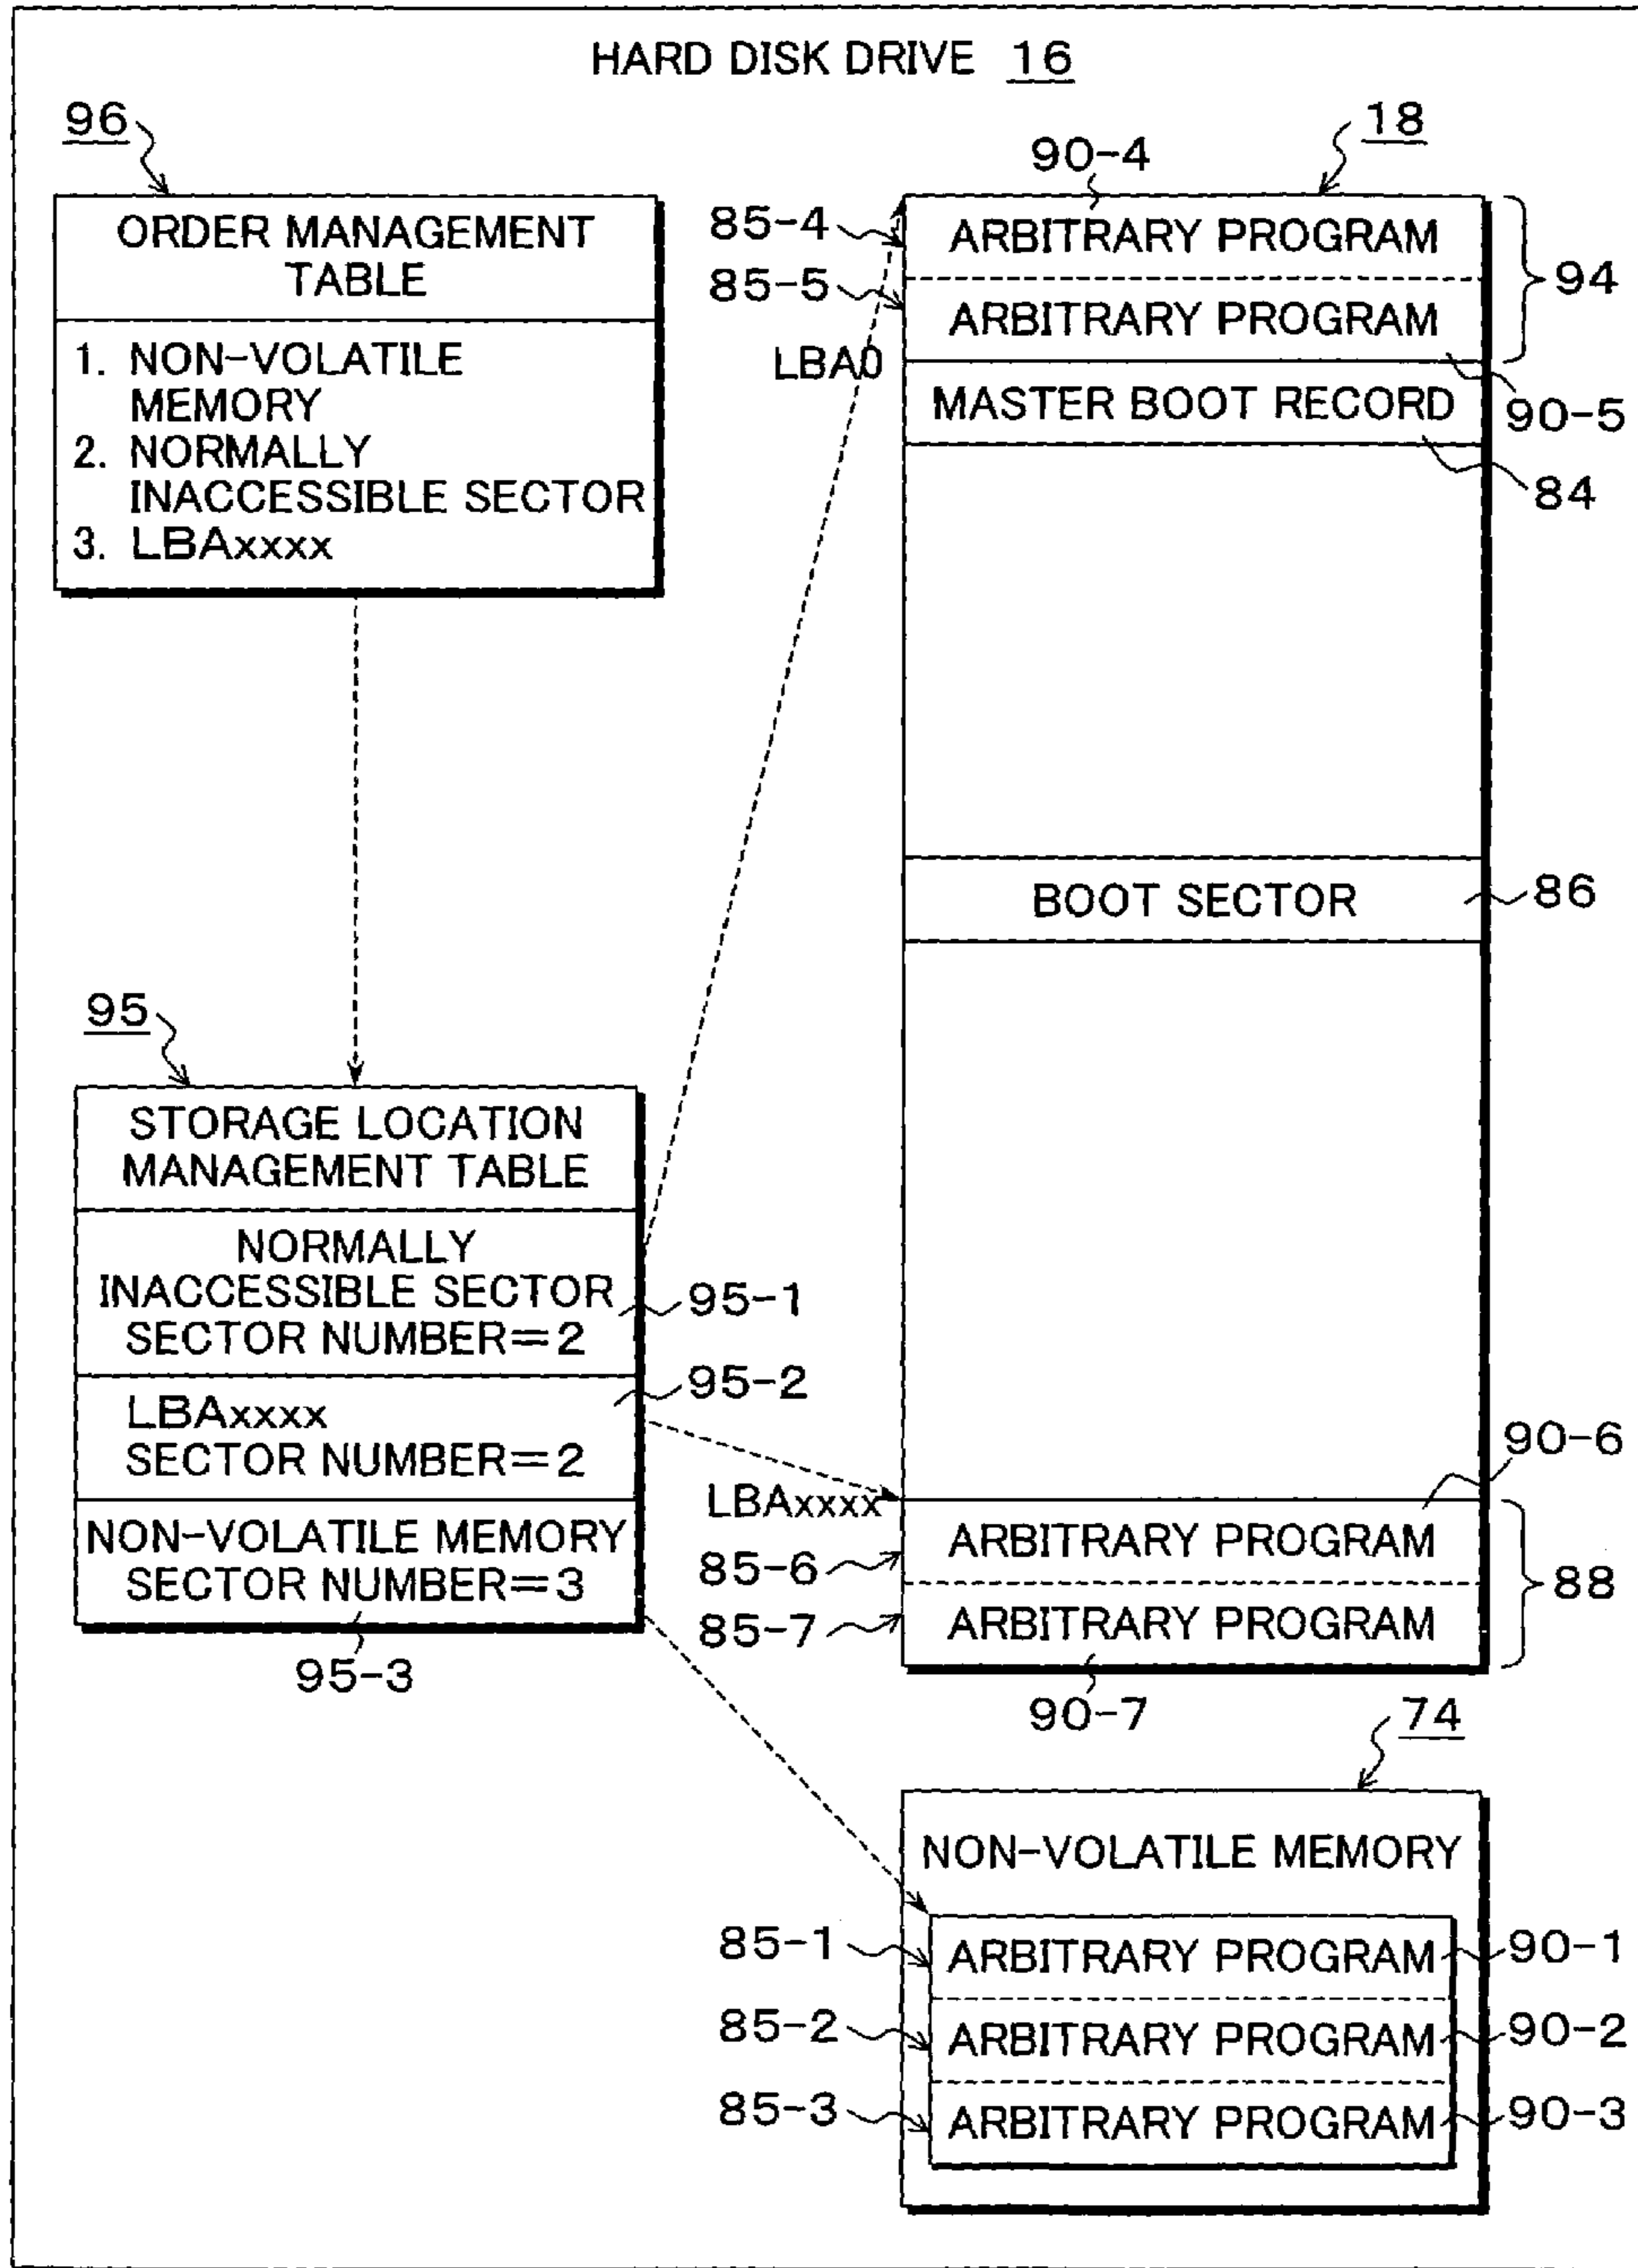 HARD DISK DRIVE 16
96
ORDER MANAGEMENT
TABLE
1. NON-VOLATILE
MEMORY
2. NORMALLY
INACCESSIBLE SECTOR
3. LBAxxxx
18
90-4
85-4
ARBITRARY PROGRAM
85-5
ARBITRARY PROGRAM
94
LBA0
90-5
MASTER BOOT RECORD
84
BOOT SECTOR
86
95
STORAGE LOCATION
MANAGEMENT TABLE
NORMALLY
INACCESSIBLE SECTOR
SECTOR NUMBER=2
95-1
LBAxxxx
SECTOR NUMBER=2
95-2
NON-VOLATILE MEMORY
SECTOR NUMBER=3
95-3
90-6
LBAxxxx
85-6
ARBITRARY PROGRAM
85-7
ARBITRARY PROGRAM
88
90-7
74
NON-VOLATILE MEMORY
85-1
ARBITRARY PROGRAM
90-1
85-2
ARBITRARY PROGRAM
90-2
85-3
ARBITRARY PROGRAM
90-3